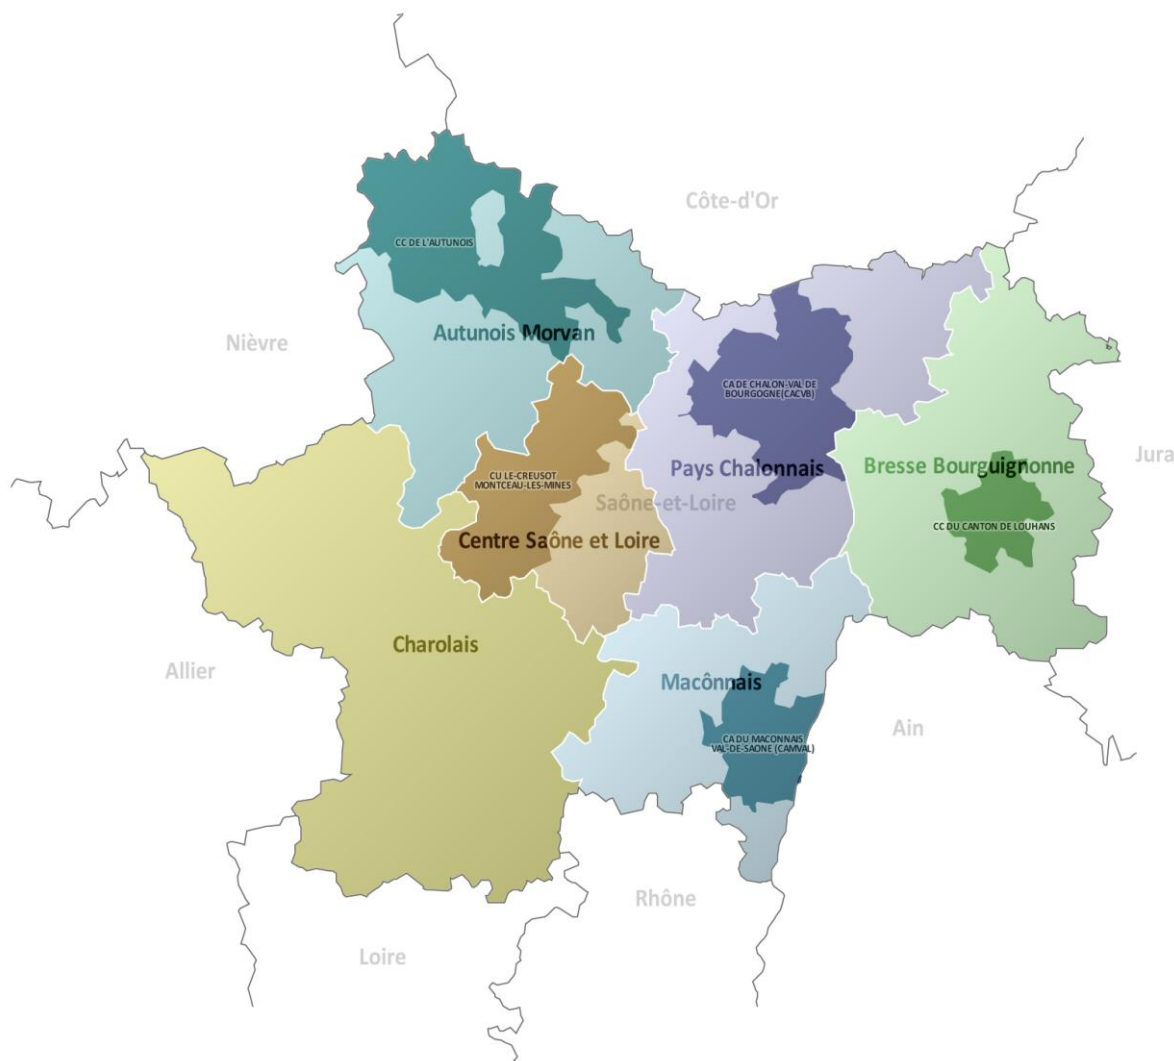 Côte-d'Or
CC DE L'AUTUNOIS
Nièvre
Autunois Morvan
CA DE CHALON-VAL DE
BOURGOGNE(CACVB)
Jura
Pays Chalonnais
Bresse Bourguignonne
CU LE-CREUSOT
MONTCEAU-LES-MINES
Saône-et-Loire
CC DU CANTON DE LOUHANS
Centre Saône et Loire
Charolais
Allier
Macônnais
Ain
CA DU MACONNAIS
VAL-DE-SAONE (CAMVAL)
Rhône
Loire